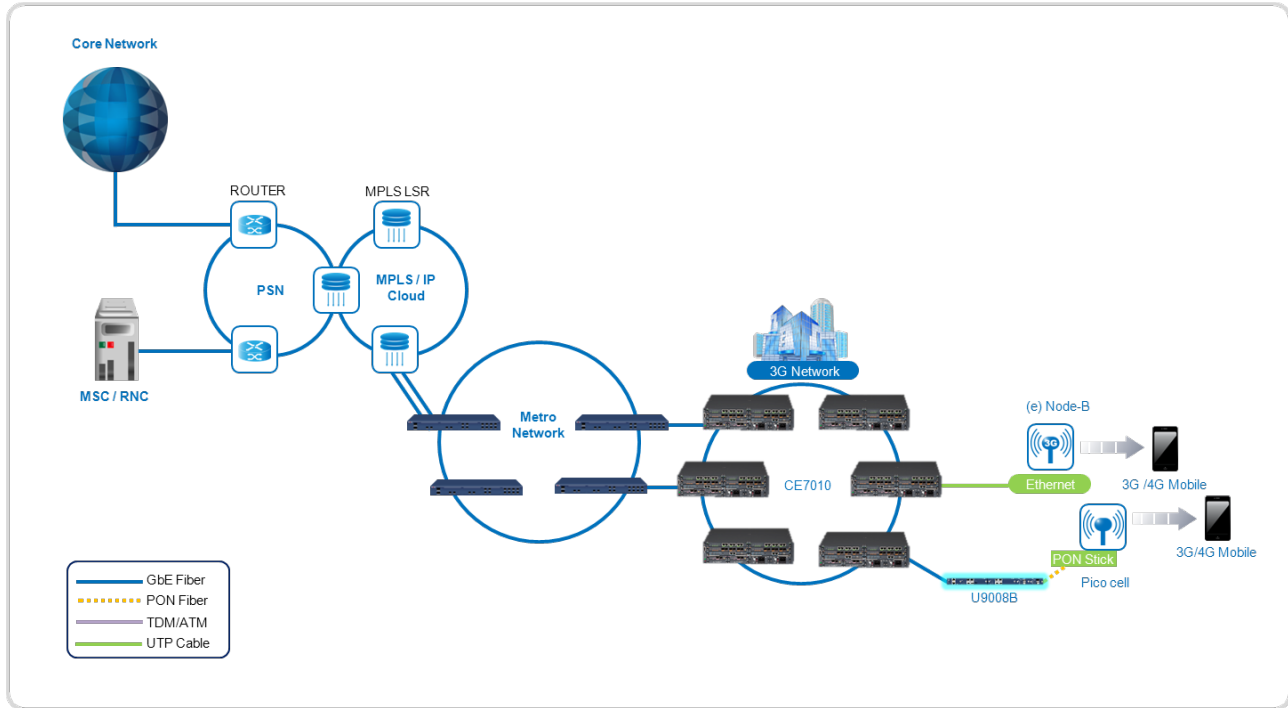 Core Network
ROUTER
MPLS LSR
PSN
MPLS / IP
Cloud
MSC / RNC
3G Network
Metro
Network
(e) Node-B
3G
CE7010
Ethernet
3G /4G Mobile
PON Stick
3G/4G Mobile
Pico cell
U9008B
GbE Fiber
PON Fiber
TDM/ATM
UTP Cable